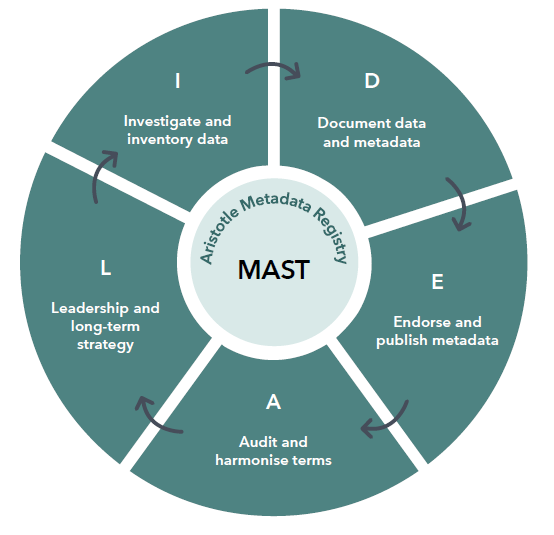 I
Investigate and
inventory data
D
Document data
and metadata
E
Endorse and
publish metadata
A
Audit and
harmonise terms
L
Leadership and
long-term
strategy
Aristotle Metadata Registry
MAST